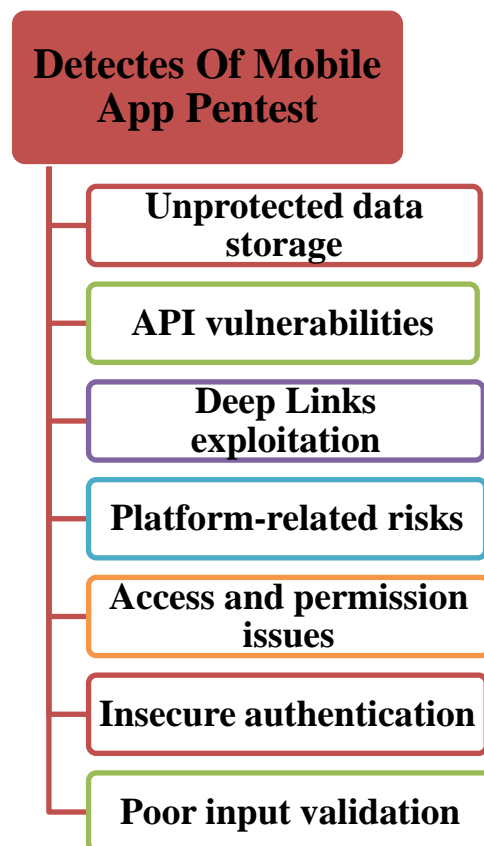 Detectes Of Mobile
App Pentest
Unprotected data
storage
API vulnerabilities
Deep Links
exploitation
Platform-related risks
Access and permission
issues
Insecure authentication
Poor input validation